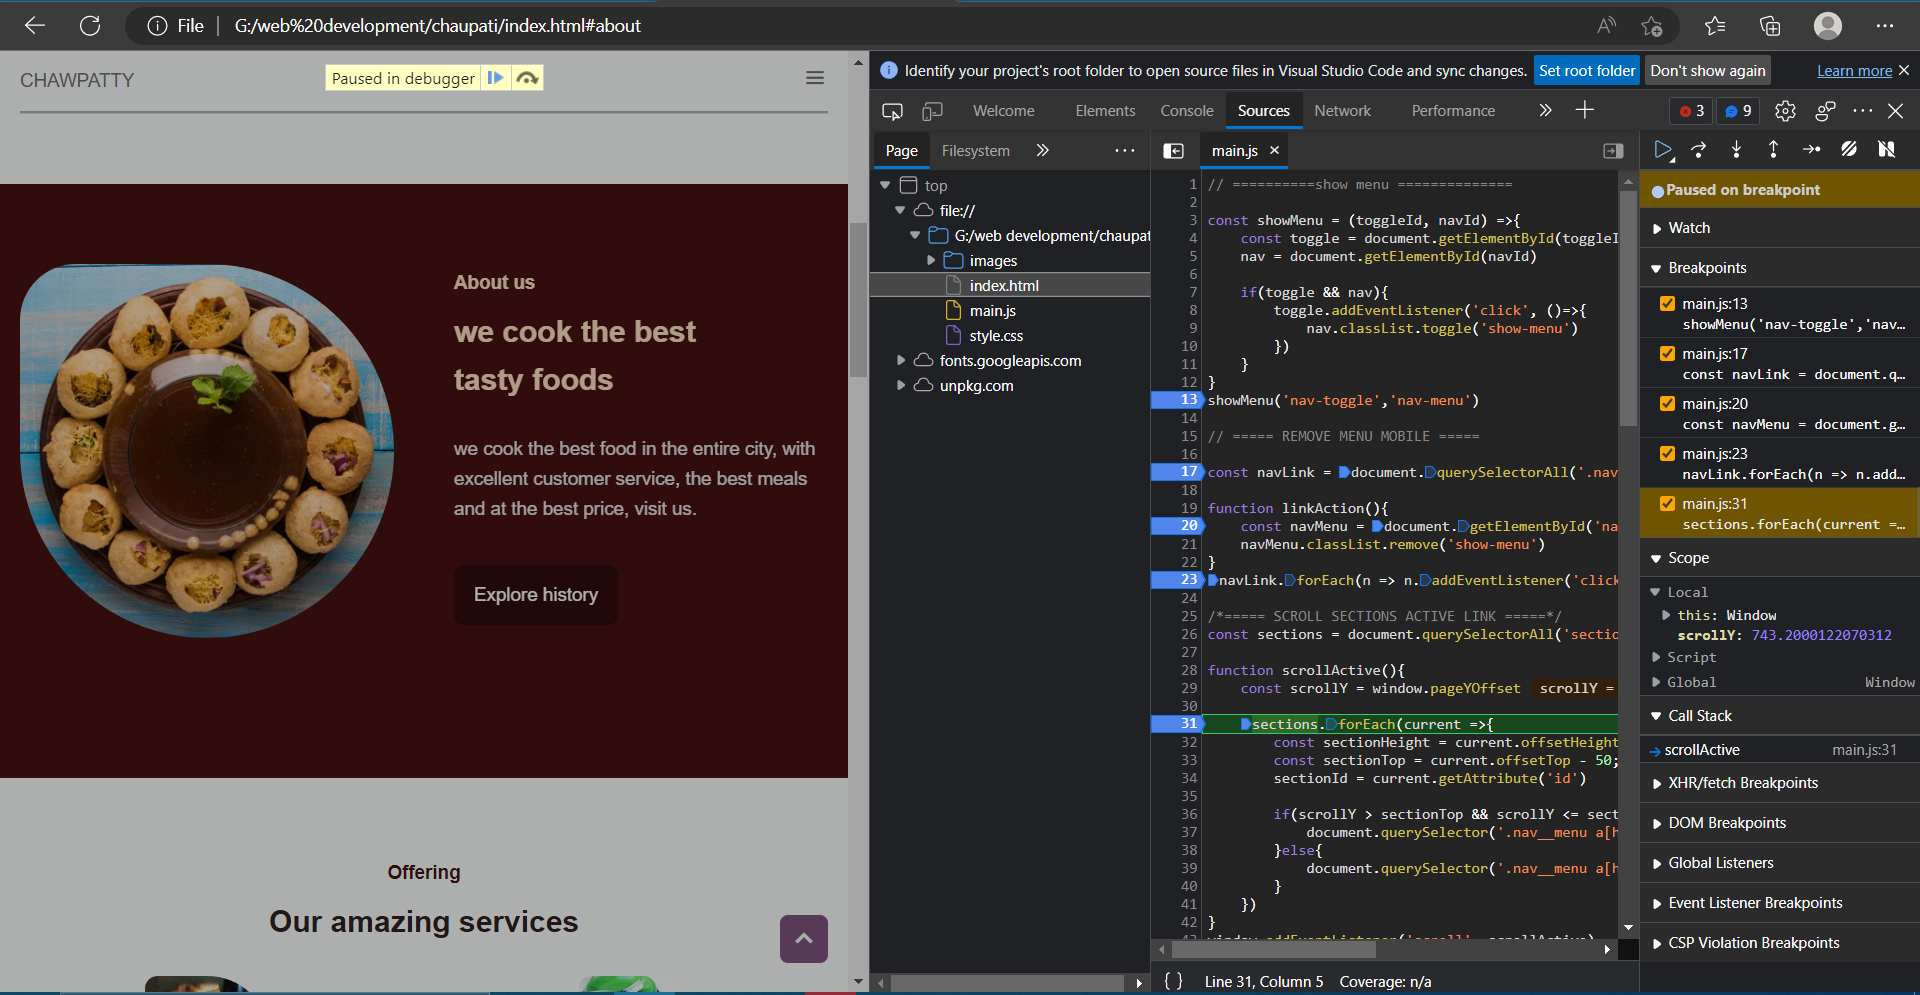 File
G:/web%20development/chaupati/index.html#about
CHAWPATTY
Paused in debugger
About us
we cook the best
tasty foods
we cook the best food in the entire city, with
excellent customer service, the best meals
and at the best price, visit us.
Explore history
Offering
Our amazing services
Identify your project's root folder to open source files in Visual Studio Code and sync changes. Set root folder Don't show again Learn more
Welcome Elements Console Sources Network Performance 3 9
Page Filesystem
top
file://
G:/web development/chaupat
images
index.html
main.js
style.css
fonts.googleapis.com
unpkg.com
main.js
1 // ==========show menu ==============
2
3 const showMenu = (toggleId, navId) =>{
4 const toggle = document.getElementById(toggleI
5 nav = document.getElementById(navId)
6
7 if(toggle && nav){
8 toggle.addEventListener('click', ()=>{
9 nav.classList.toggle('show-menu')
10 })
11 }
12 }
13 showMenu('nav-toggle','nav-menu')
14
15 // ===== REMOVE MENU MOBILE =====
16
17 const navLink = document.querySelectorAll('.nav
18
19 function linkAction(){
20 const navMenu = document.getElementById('na
21 navMenu.classList.remove('show-menu')
22 }
23 navLink.forEach(n => n.addEventListener('click
24
25 /*===== SCROLL SECTIONS ACTIVE LINK =====*/
26 const sections = document.querySelectorAll('sectio
27
28 function scrollActive(){
29 const scrollY = window.pageYOffset scrollY =
30
31 sections.forEach(current =>{
32 const sectionHeight = current.offsetHeight
33 const sectionTop = current.offsetTop - 50;
34 sectionId = current.getAttribute('id')
35
36 if(scrollY > sectionTop && scrollY <= sect
37 document.querySelector('.nav__menu a[h
38 }else{
39 document.querySelector('.nav__menu a[h
40 }
41 })
42 }
{ } Line 31, Column 5 Coverage: n/a
Paused on breakpoint
Watch
Breakpoints
main.js:13
showMenu('nav-toggle','nav…
main.js:17
const navLink = document.q…
main.js:20
const navMenu = document.g…
main.js:23
navLink.forEach(n => n.add…
main.js:31
sections.forEach(current =…
Scope
Local
this: Window
scrollY: 743.2000122070312
Script
Global Window
Call Stack
scrollActive main.js:31
XHR/fetch Breakpoints
DOM Breakpoints
Global Listeners
Event Listener Breakpoints
CSP Violation Breakpoints